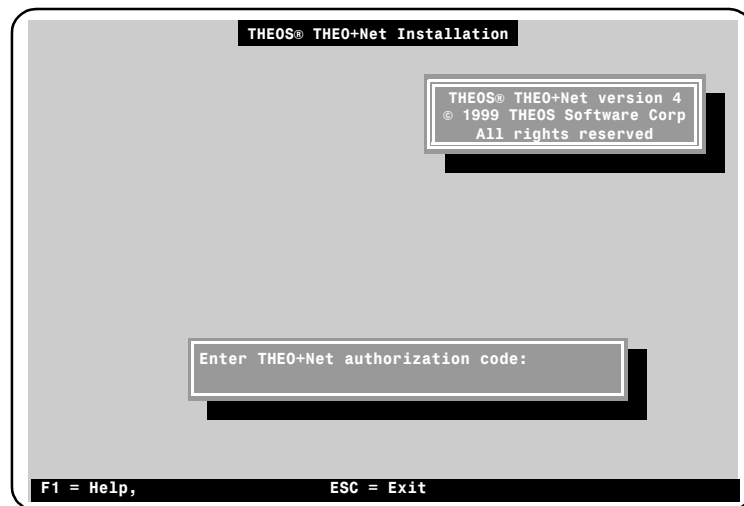 THEOS® THEO+Net Installation
THEOS® THEO+Net version 4
© 1999 THEOS Software Corp
All rights reserved
Enter THEO+Net authorization code:
F1 = Help, ESC = Exit